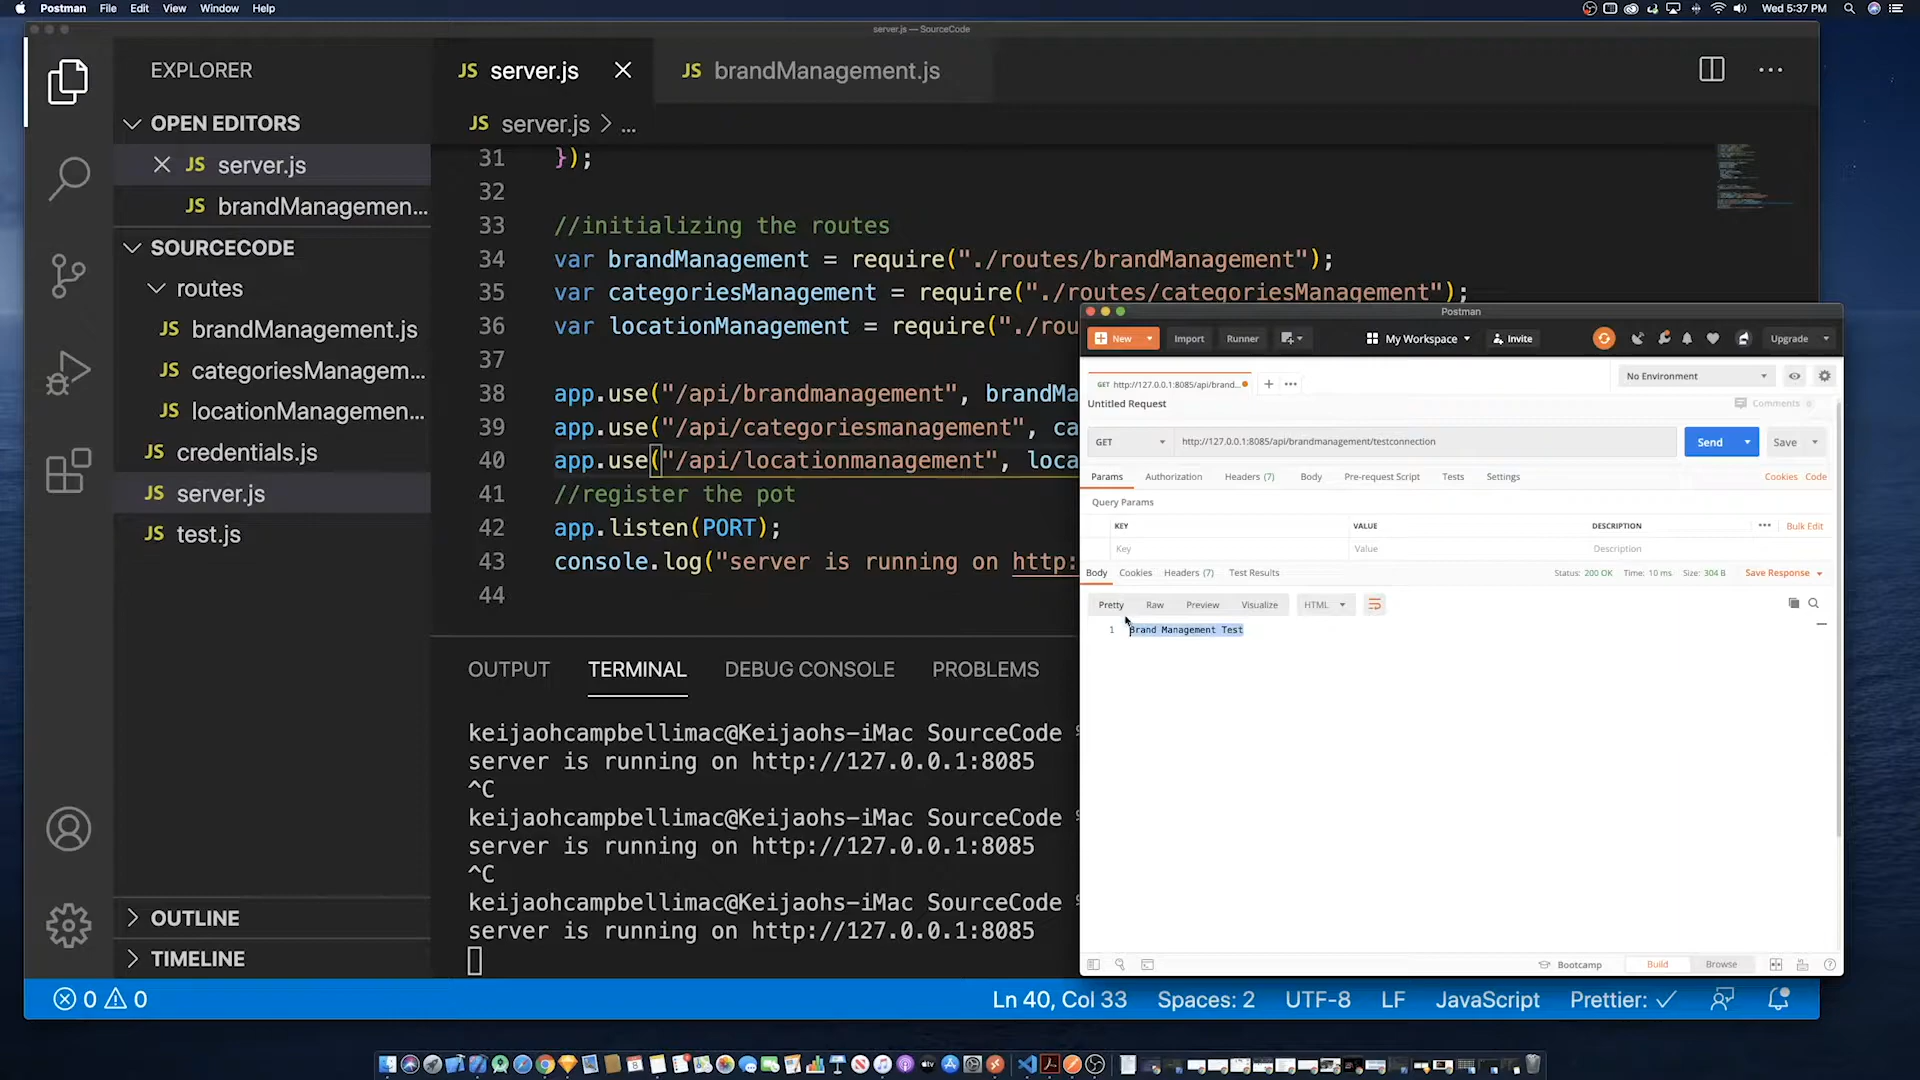 Postman File Edit View Window Help
Wed 5:37 PM
server.js — SourceCode
EXPLORER
OPEN EDITORS
JS server.js
JS brandManagemen...
SOURCECODE
routes
JS brandManagement.js
JS categoriesManagem...
JS locationManagemen...
JS credentials.js
JS server.js
JS test.js
OUTLINE
TIMELINE
JS server.js
JS brandManagement.js
JS server.js > ...
31 });
32
33 //initializing the routes
34 var brandManagement = require("./routes/brandManagement");
35 var categoriesManagement = require("./routes/categoriesManagement");
36 var locationManagement = require("./rou
37
38 app.use("/api/brandmanagement", brandMa
39 app.use("/api/categoriesmanagement", ca
40 app.use("/api/locationmanagement", loca
41 //register the pot
42 app.listen(PORT);
43 console.log("server is running on http:
44
OUTPUT TERMINAL DEBUG CONSOLE PROBLEMS
keijaohcampbellimac@Keijaohs-iMac SourceCode
server is running on http://127.0.0.1:8085
^C
keijaohcampbellimac@Keijaohs-iMac SourceCode
server is running on http://127.0.0.1:8085
^C
keijaohcampbellimac@Keijaohs-iMac SourceCode
server is running on http://127.0.0.1:8085
0 0
Ln 40, Col 33 Spaces: 2 UTF-8 LF JavaScript Prettier: ✓
Postman
New Import Runner My Workspace Invite Upgrade
GET http://127.0.0.1:8085/api/brand...
No Environment
Untitled Request
Comments 0
GET http://127.0.0.1:8085/api/brandmanagement/testconnection Send Save
Params Authorization Headers (7) Body Pre-request Script Tests Settings Cookies Code
Query Params
KEY VALUE DESCRIPTION Bulk Edit
Key Value Description
Body Cookies Headers (7) Test Results Status: 200 OK Time: 10 ms Size: 304 B Save Response
Pretty Raw Preview Visualize HTML
1 Brand Management Test
Bootcamp Build Browse